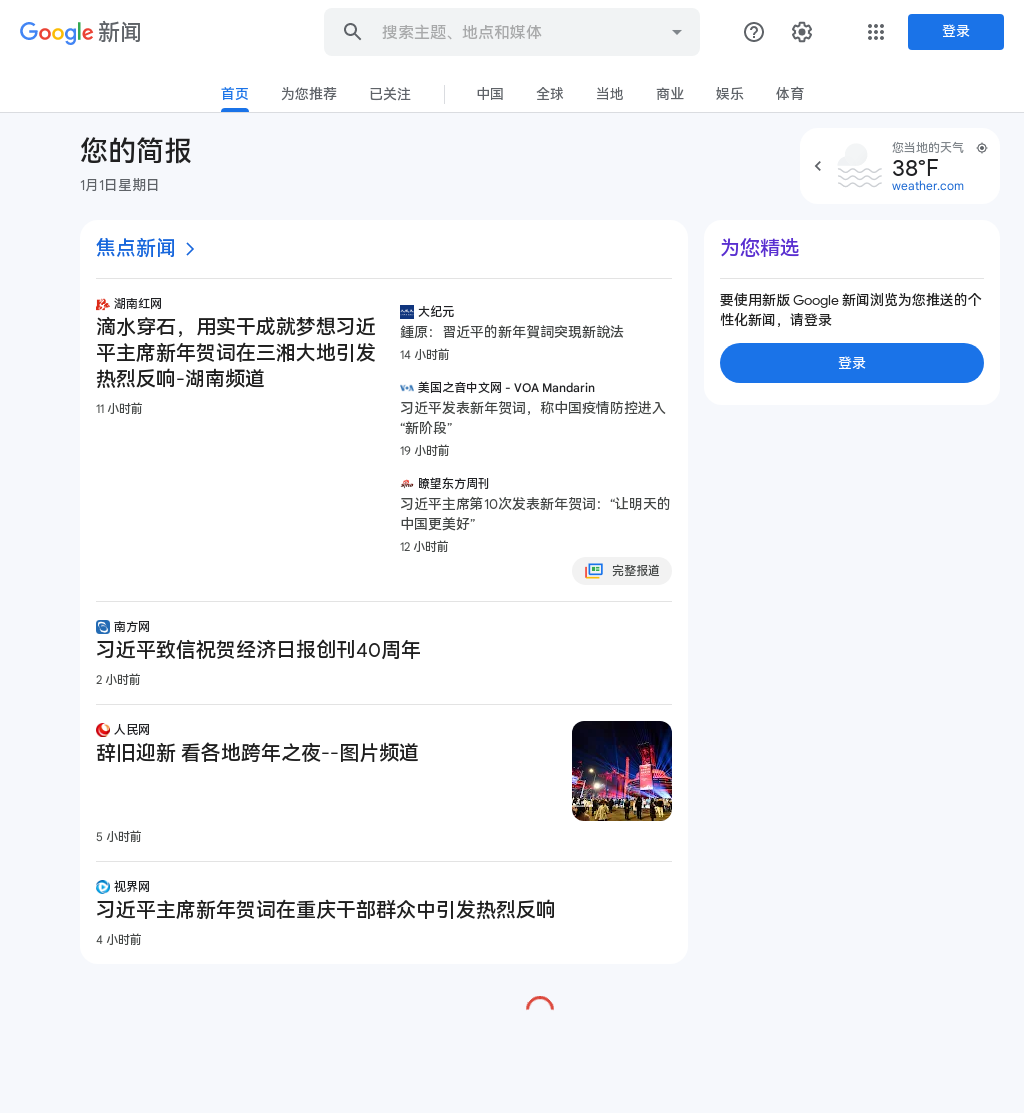 Google 新闻
搜索主题、地点和媒体
登录
首页
为您推荐
已关注
中国
全球
当地
商业
娱乐
体育
您的简报
1月1日星期日
您当地的天气
38°F
weather.com
焦点新闻
湖南红网
滴水穿石，用实干成就梦想习近
平主席新年贺词在三湘大地引发
热烈反响-湖南频道
11 小时前
大纪元
鍾原：習近平的新年賀詞突現新說法
14 小时前
美国之音中文网 - VOA Mandarin
习近平发表新年贺词，称中国疫情防控进入
“新阶段”
19 小时前
瞭望东方周刊
习近平主席第10次发表新年贺词：“让明天的
中国更美好”
12 小时前
完整报道
南方网
习近平致信祝贺经济日报创刊40周年
2 小时前
人民网
辞旧迎新 看各地跨年之夜--图片频道
5 小时前
视界网
习近平主席新年贺词在重庆干部群众中引发热烈反响
4 小时前
为您精选
要使用新版 Google 新闻浏览为您推送的个
性化新闻，请登录
登录